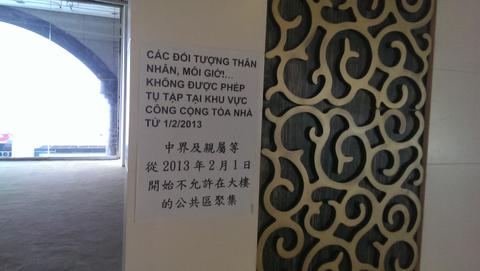 CÁC ĐỐI TƯỢNG THÂN
NHÂN, MÔI GIỚ!...
KHÔNG ĐƯỢC PHÉP
TỤ TẬP TẠI KHU VỰC
CÔNG CỘNG TÒA NHÀ
TỪ 1/2/2013
中界及親屬等
從 2013 年 2 月 1 日
開始不允許在大樓
的公共區聚集